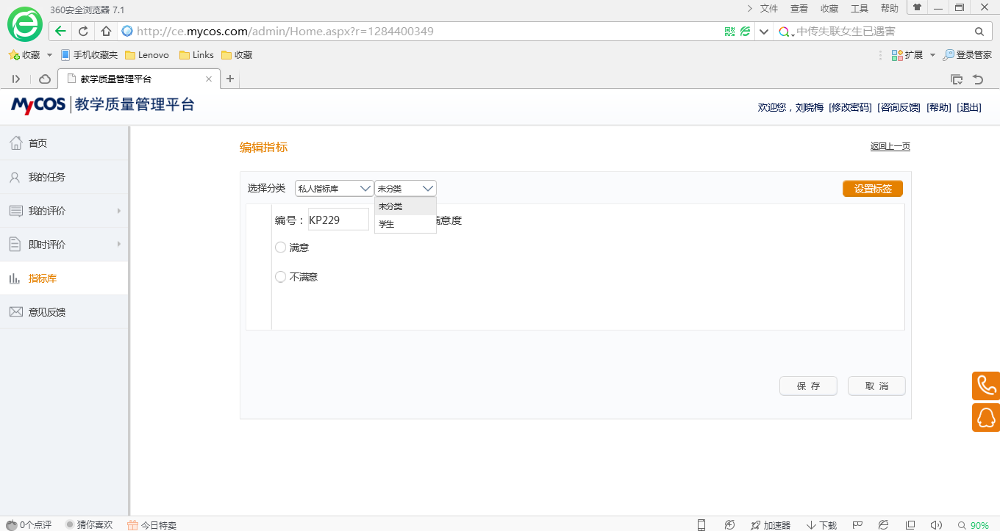 360安全浏览器 7.1
文件 查看 收藏 工具 帮助
http://ce.mycos.com/admin/Home.aspx?r=1284400349
中传失联女生已遇害
收藏 手机收藏夹 Lenovo Links 收藏
扩展 登录管家
教学质量管理平台
MyCOS 教学质量管理平台
欢迎您，刘晓梅 [修改密码] [咨询反馈] [帮助] [退出]
首页
我的任务
我的评价
即时评价
指标库
意见反馈
编辑指标
返回上一页
选择分类 私人指标库 未分类
设置标签
未分类
学生
编号： KP229
满意度
满意
不满意
保 存
取 消
0个点评 猜你喜欢 今日特卖
加速器 下载 90%